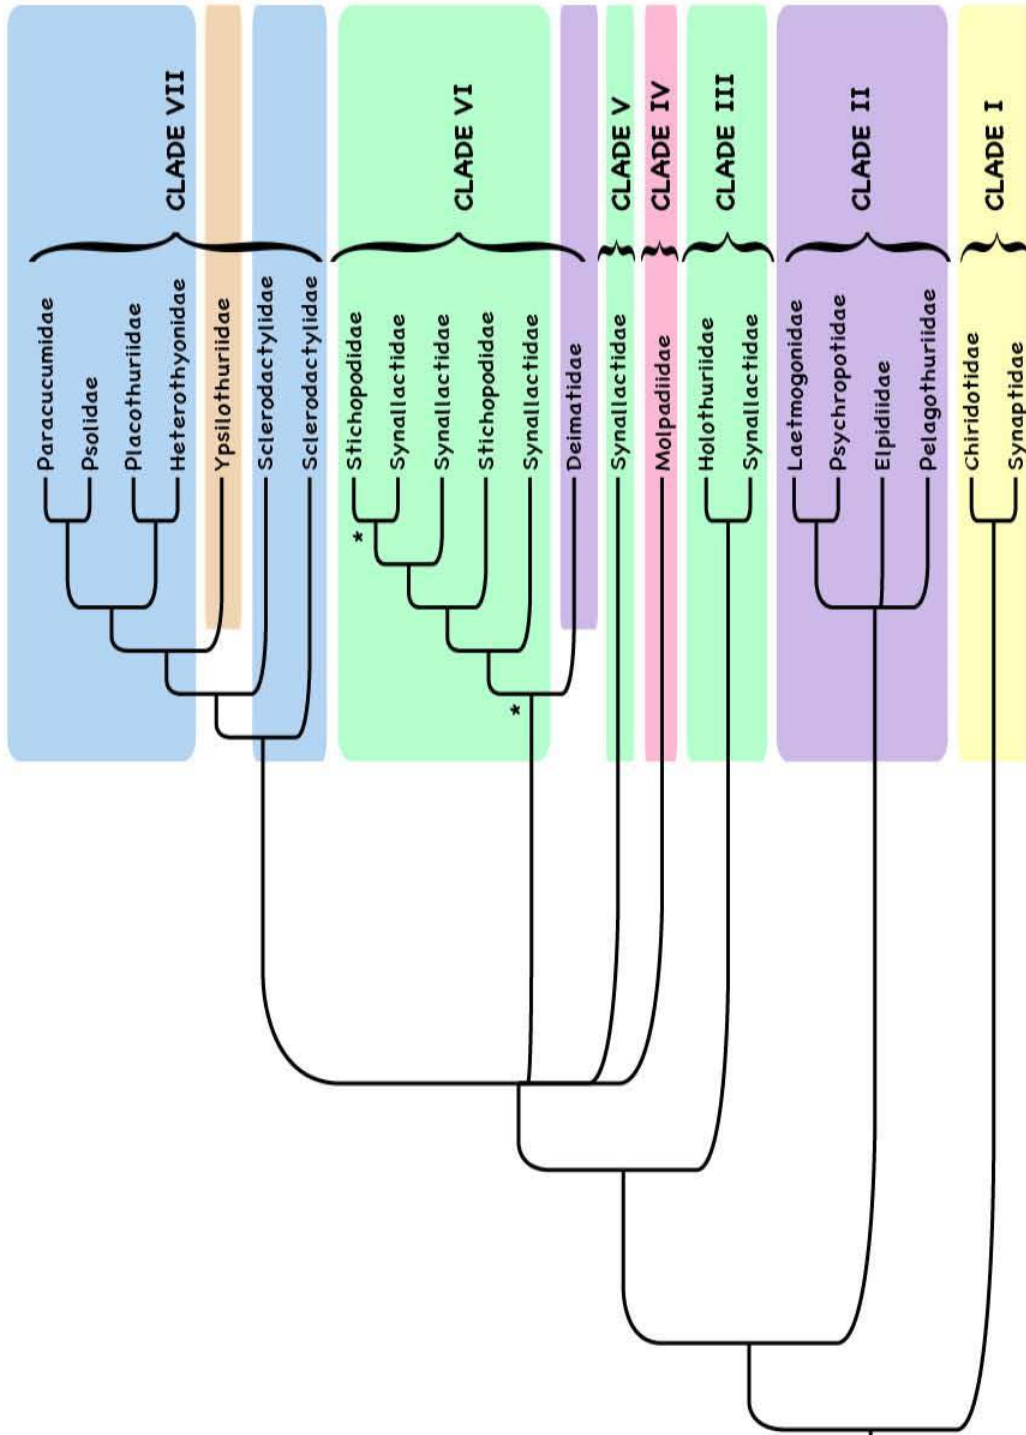 CLADE VII
CLADE VI
CLADE V
CLADE IV
CLADE III
CLADE II
CLADE I
Paracucumidae
Psolidae
Placothuriidae
Heterothyonidae
Ypsilothuriidae
Sclerodactylidae
Sclerodactylidae
Stichopodidae
Synallactidae
Synallactidae
Stichopodidae
Synallactidae
Deimatidae
Synallactidae
Molpadiidae
Holothuriidae
Synallactidae
Laetmogonidae
Psychropotidae
Elpidiidae
Pelagothuriidae
Chiridotidae
Synaptidae
*
*